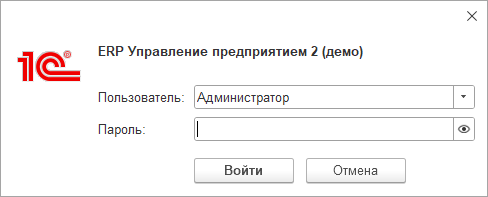 1С®
ERP Управление предприятием 2 (демо)
Пользователь: Администратор
Пароль:
Войти Отмена